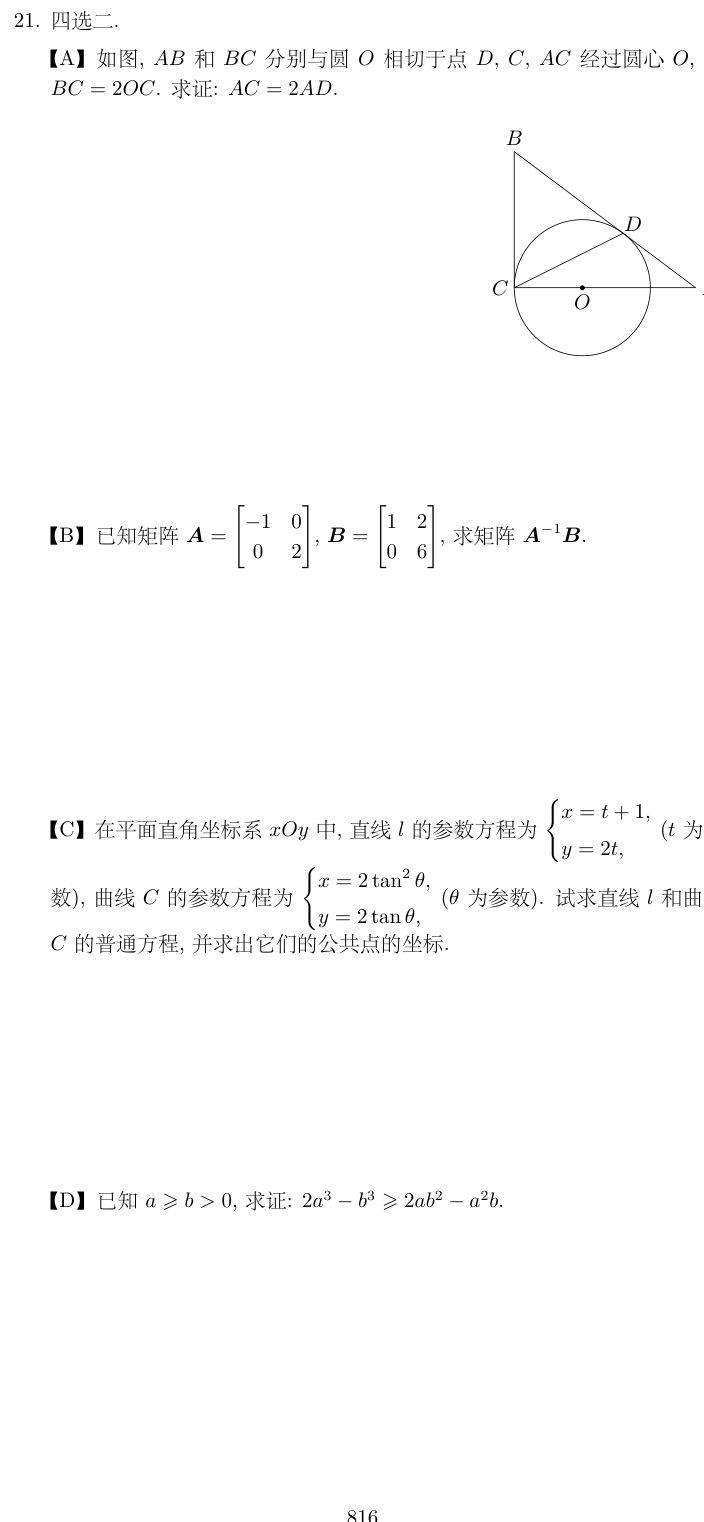 21. 四选二.
【A】如图, AB 和 BC 分别与圆 O 相切于点 D, C, AC 经过圆心 O,
BC = 2OC. 求证: AC = 2AD.
B
D
C
O
【B】已知矩阵 A = [−1 0; 0 2], B = [1 2; 0 6], 求矩阵 A⁻¹B.
【C】在平面直角坐标系 xOy 中, 直线 l 的参数方程为 { x = t + 1, y = 2t, (t 为
数), 曲线 C 的参数方程为 { x = 2 tan² θ, y = 2 tan θ, (θ 为参数). 试求直线 l 和曲
C 的普通方程, 并求出它们的公共点的坐标.
【D】已知 a ⩾ b > 0, 求证: 2a³ − b³ ⩾ 2ab² − a²b.
816